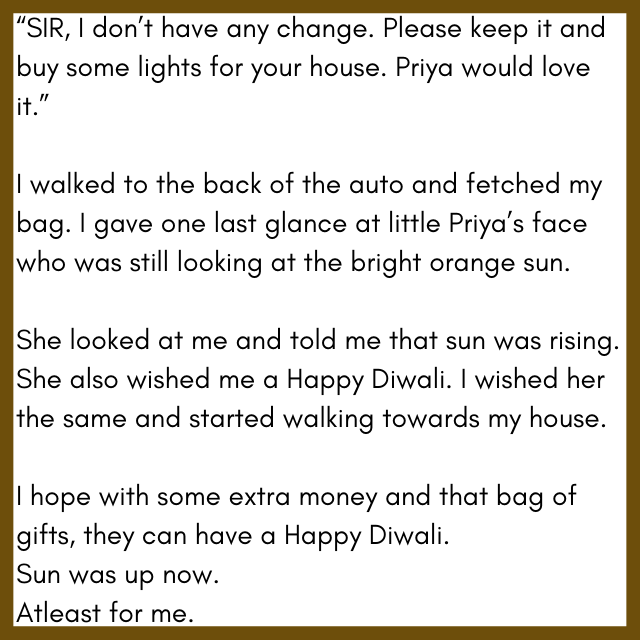 “SIR, I don’t have any change. Please keep it and
buy some lights for your house. Priya would love
it.”
I walked to the back of the auto and fetched my
bag. I gave one last glance at little Priya’s face
who was still looking at the bright orange sun.
She looked at me and told me that sun was rising.
She also wished me a Happy Diwali. I wished her
the same and started walking towards my house.
I hope with some extra money and that bag of
gifts, they can have a Happy Diwali.
Sun was up now.
Atleast for me.